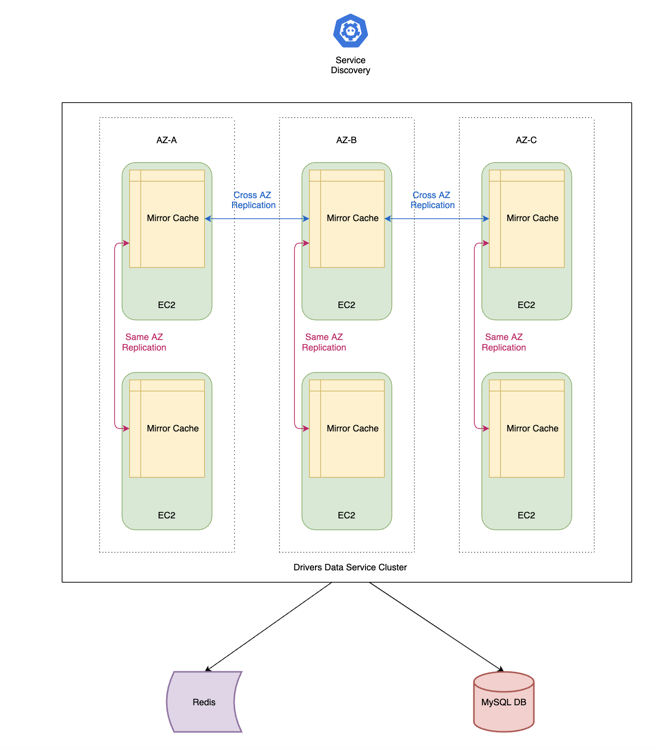 Service
Discovery
AZ-A
AZ-B
AZ-C
Cross AZ
Replication
Cross AZ
Replication
Mirror Cache
Mirror Cache
Mirror Cache
EC2
EC2
EC2
Same AZ
Replication
Same AZ
Replication
Same AZ
Replication
Mirror Cache
Mirror Cache
Mirror Cache
EC2
EC2
EC2
Drivers Data Service Cluster
Redis
MySQL DB